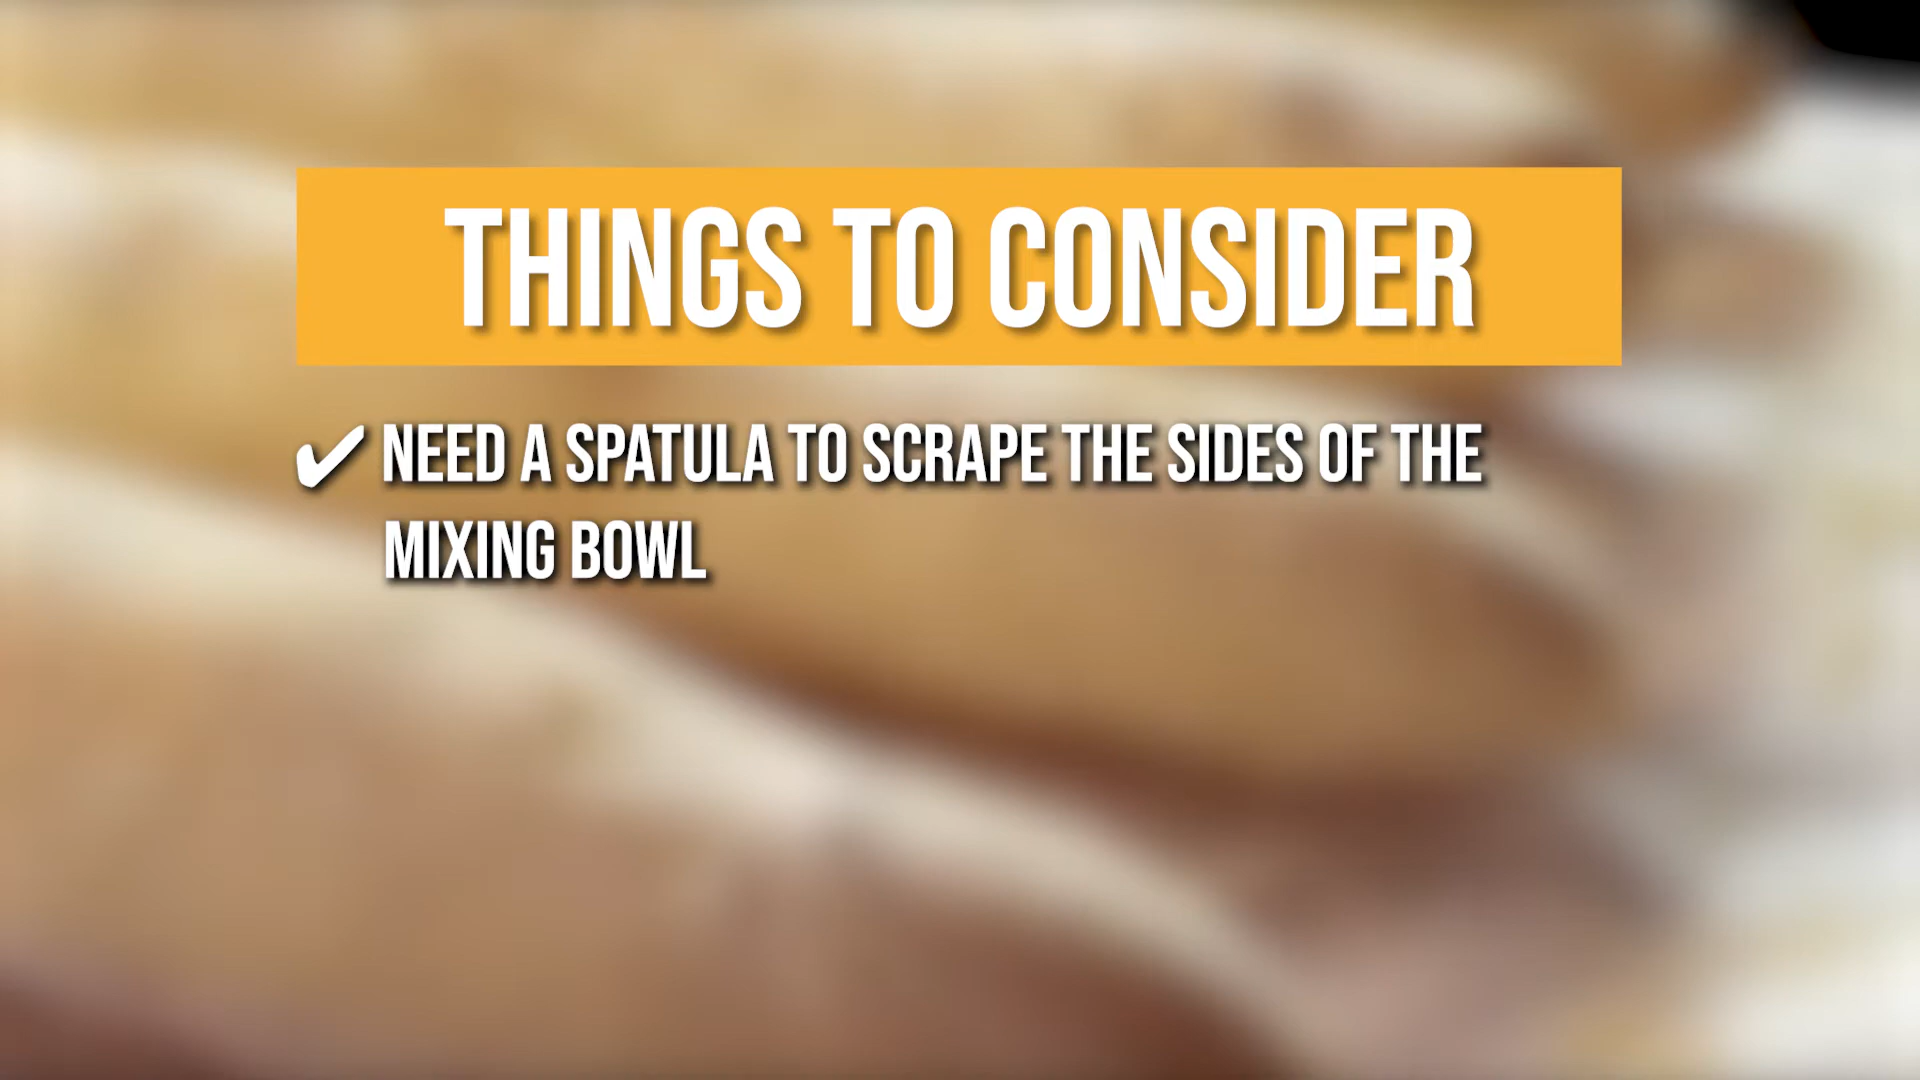 THINGS TO CONSIDER
✔ NEED A SPATULA TO SCRAPE THE SIDES OF THE
MIXING BOWL